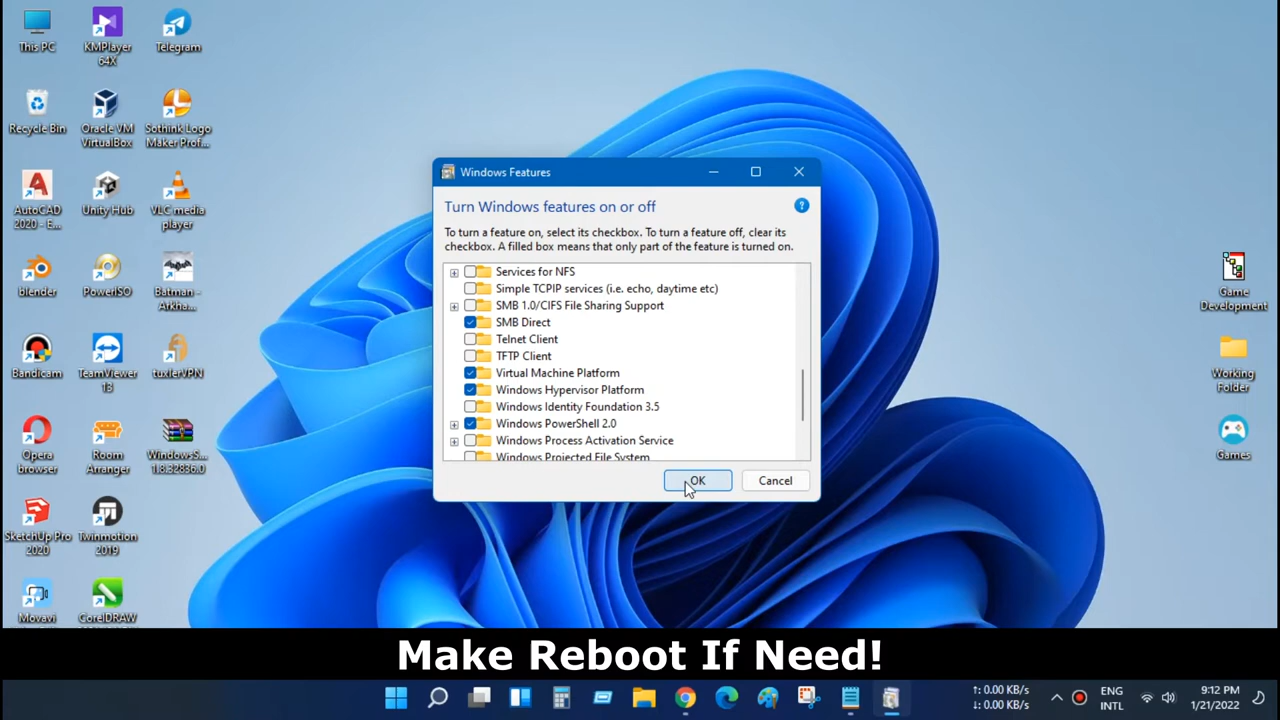 This PC
KMPlayer
64X
Telegram
Recycle Bin
Oracle VM
VirtualBox
Sothink Logo
Maker Prof...
AutoCAD
2020 - E...
Unity Hub
VLC media
player
blender
PowerISO
Batman -
Arkha...
Bandicam
TeamViewer
13
tuxlerVPN
Opera
browser
Room
Arranger
WindowsS...
1.8.32836.0
SketchUp Pro
2020
Twinmotion
2019
Movavi
CorelDRAW
Windows Features
Turn Windows features on or off
To turn a feature on, select its checkbox. To turn a feature off, clear its
checkbox. A filled box means that only part of the feature is turned on.
Services for NFS
Simple TCPIP services (i.e. echo, daytime etc)
SMB 1.0/CIFS File Sharing Support
SMB Direct
Telnet Client
TFTP Client
Virtual Machine Platform
Windows Hypervisor Platform
Windows Identity Foundation 3.5
Windows PowerShell 2.0
Windows Process Activation Service
Windows Projected File System
OK
Cancel
Game
Development
Working
Folder
Games
Make Reboot If Need!
↑: 0.00 KB/s
↓: 0.00 KB/s
ENG
INTL
9:12 PM
1/21/2022